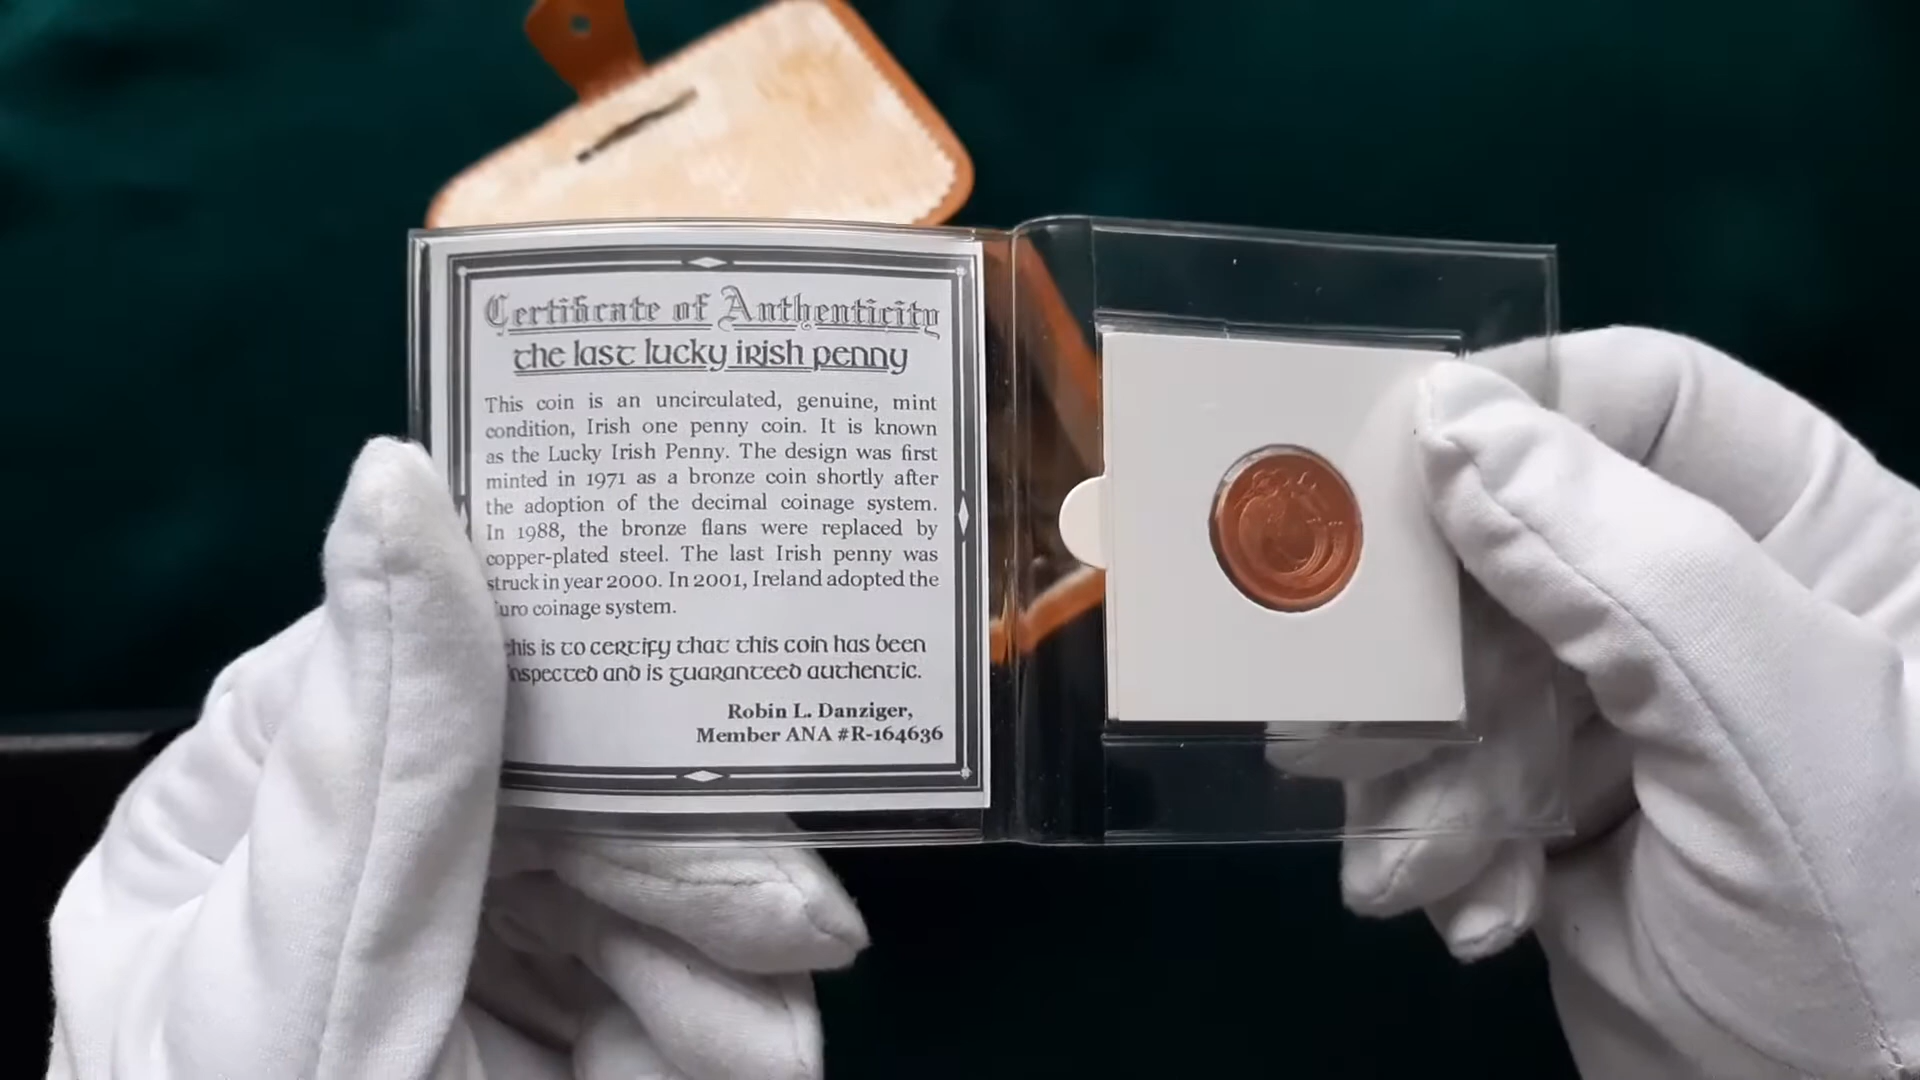 Certificate of Authenticity
the last lucky irish penny
This coin is an uncirculated, genuine, mint
condition, Irish one penny coin. It is known
as the Lucky Irish Penny. The design was first
minted in 1971 as a bronze coin shortly after
the adoption of the decimal coinage system.
In 1988, the bronze flans were replaced by
copper-plated steel. The last Irish penny was
struck in year 2000. In 2001, Ireland adopted the
uro coinage system.
his is to certify that this coin has been
nspected and is guaranteed authentic.
Robin L. Danziger,
Member ANA #R-164636